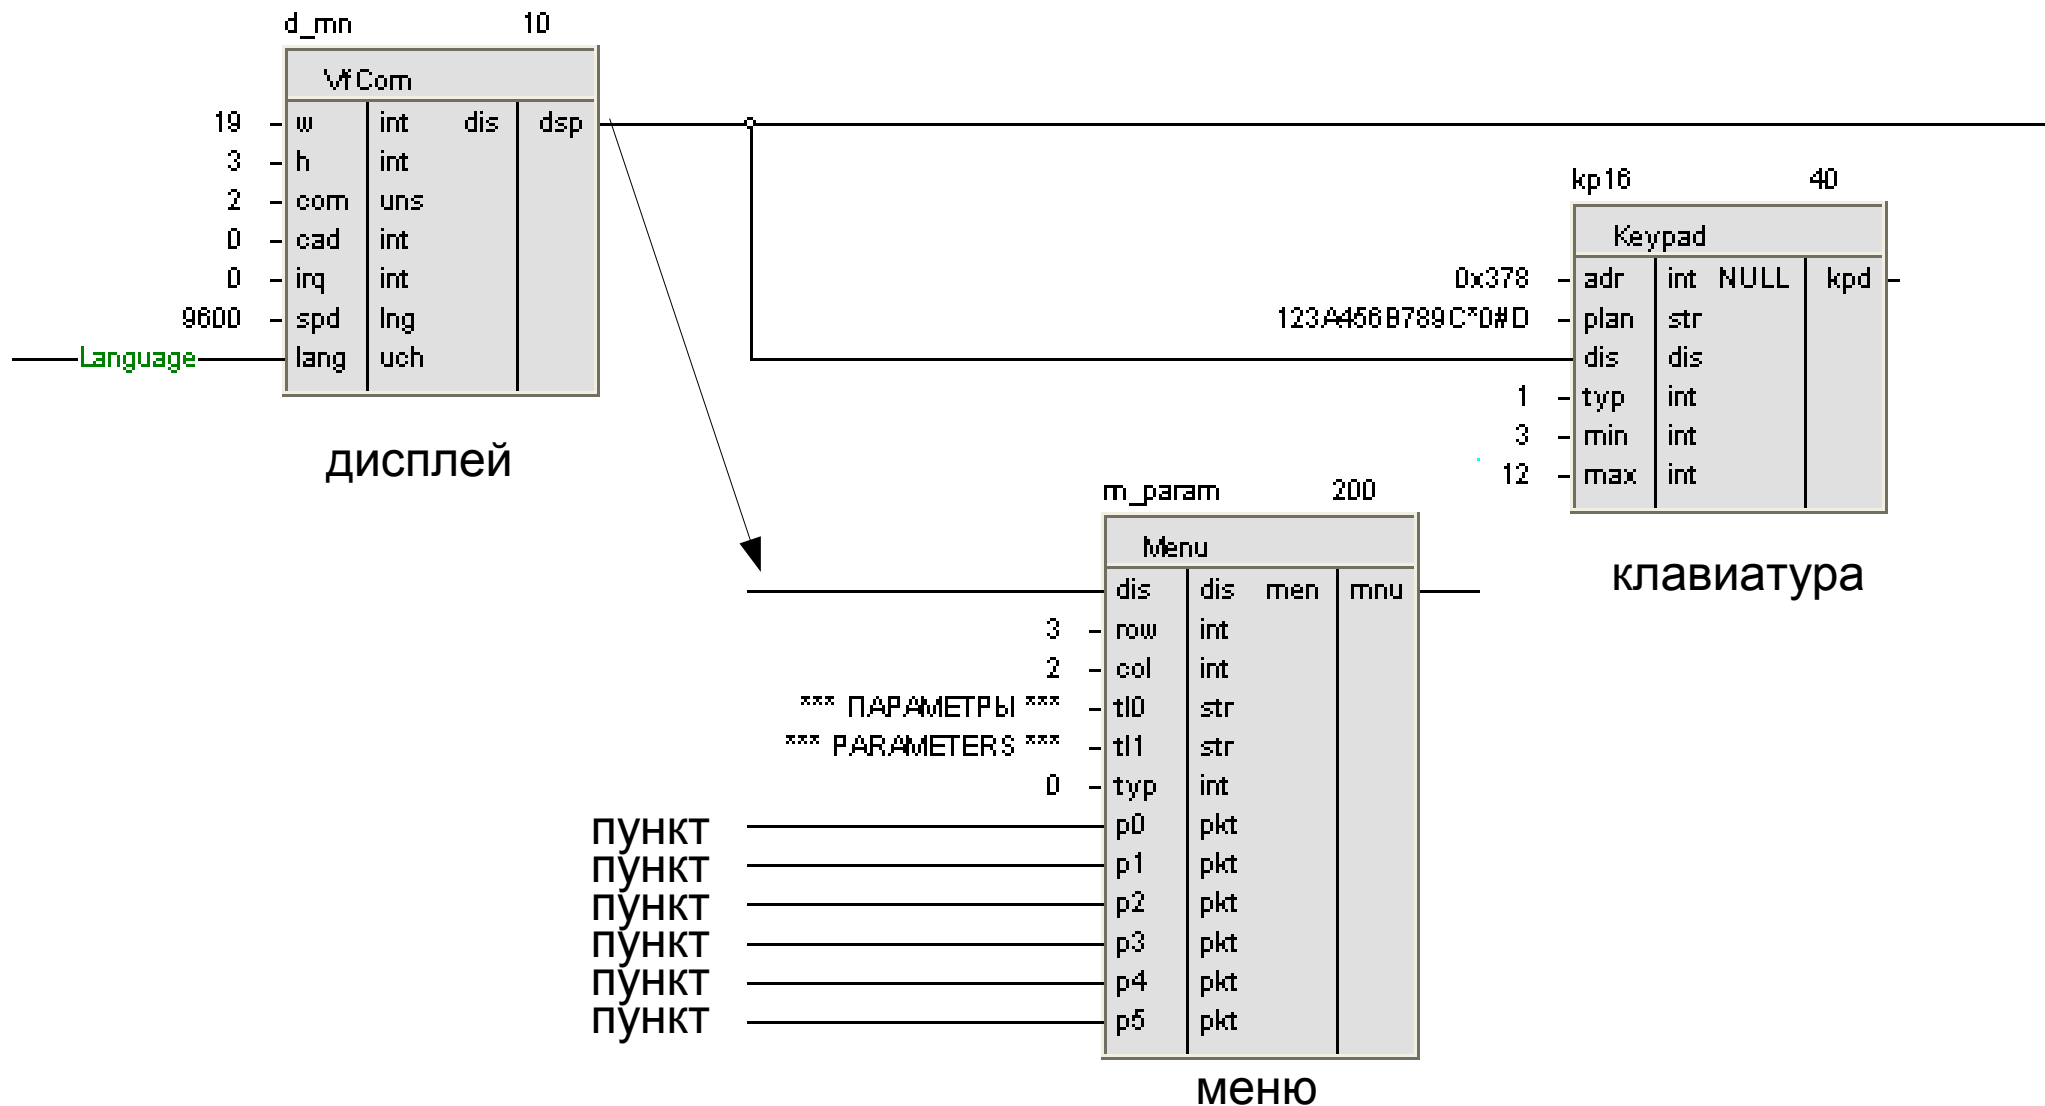 d_mn 10
VfCom
19 w int dis dsp
3 h int
2 com uns
0 cad int
0 irq int
9600 spd lng
Language lang uch
дисплей
kp16 40
Keypad
0x378 adr int NULL kpd
123A456B789C*0#D plan str
dis dis
1 typ int
3 min int
12 max int
клавиатура
m_param 200
Menu
dis dis men mnu
3 row int
2 col int
*** ПАРАМЕТРЫ *** tl0 str
*** PARAMETERS *** tl1 str
0 typ int
пункт p0 pkt
пункт p1 pkt
пункт p2 pkt
пункт p3 pkt
пункт p4 pkt
пункт p5 pkt
меню